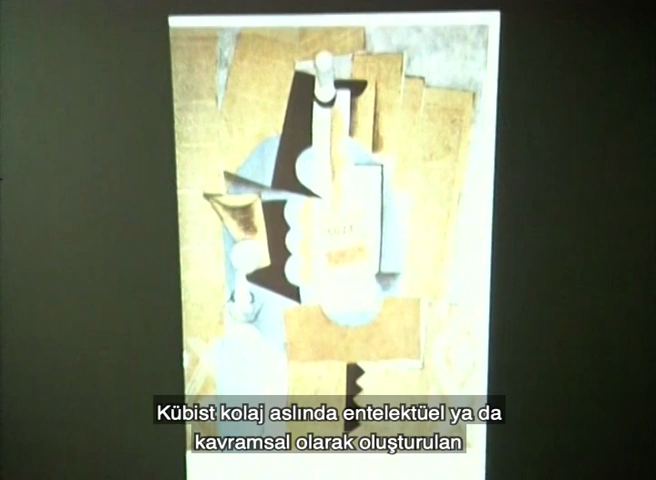 Kübist kolaj aslında entelektüel ya da
kavramsal olarak oluşturulan